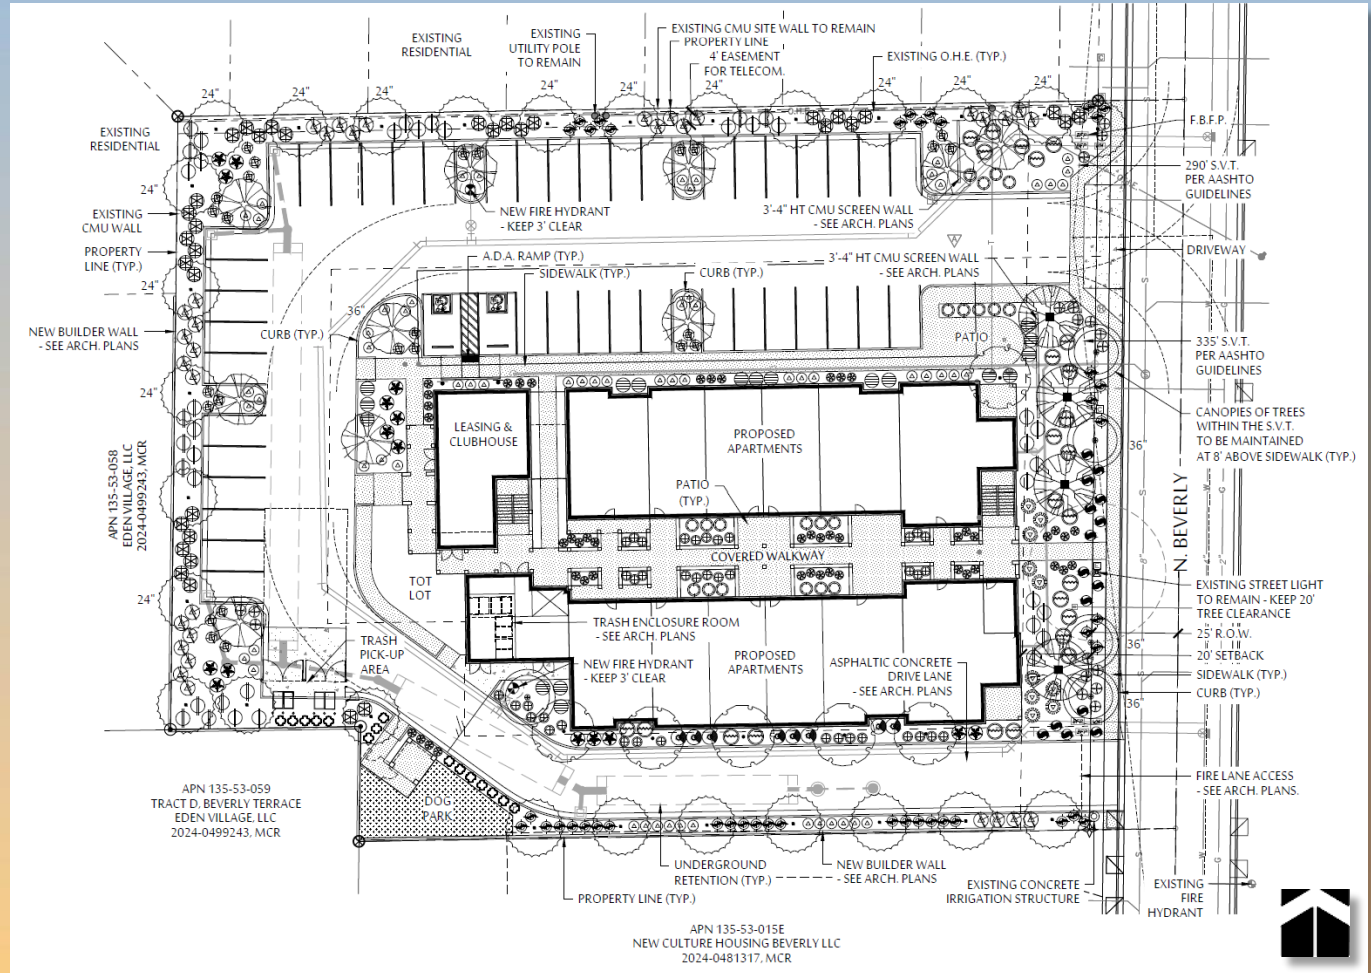 EXISTING
RESIDENTIAL
EXISTING
UTILITY POLE
TO REMAIN
EXISTING CMU SITE WALL TO REMAIN
PROPERTY LINE
4' EASEMENT
FOR TELECOM.
EXISTING O.H.E. (TYP.)
24"
24"
24"
24"
24"
24"
24"
24"
24"
O.H.E.
F.B.F.P.
EXISTING
RESIDENTIAL
290' S.V.T.
PER AASHTO
GUIDELINES
24"
EXISTING
CMU WALL
NEW FIRE HYDRANT
- KEEP 3' CLEAR
3'-4" HT CMU SCREEN WALL
- SEE ARCH. PLANS
PROPERTY
LINE (TYP.)
A.D.A. RAMP (TYP.)
SIDEWALK (TYP.)
CURB (TYP.)
3'-4" HT CMU SCREEN WALL
- SEE ARCH. PLANS
DRIVEWAY
24"
36"
NEW BUILDER WALL
- SEE ARCH. PLANS
CURB (TYP.)
PATIO
335' S.V.T.
PER AASHTO
GUIDELINES
24"
LEASING &
CLUBHOUSE
PROPOSED
APARTMENTS
CANOPIES OF TREES
WITHIN THE S.V.T.
TO BE MAINTAINED
AT 8' ABOVE SIDEWALK (TYP.)
36"
APN 135-53-058
EDEN VILLAGE, LLC
2024-0499243, MCR
PATIO
(TYP.)
N. BEVERLY
COVERED WALKWAY
TOT
LOT
24"
EXISTING STREET LIGHT
TO REMAIN - KEEP 20'
TREE CLEARANCE
TRASH ENCLOSURE ROOM
- SEE ARCH. PLANS
TRASH
PICK-UP
AREA
NEW FIRE HYDRANT
- KEEP 3' CLEAR
PROPOSED
APARTMENTS
ASPHALTIC CONCRETE
DRIVE LANE
- SEE ARCH. PLANS
36"
25' R.O.W.
20' SETBACK
SIDEWALK (TYP.)
CURB (TYP.)
36"
FIRE LANE ACCESS
- SEE ARCH. PLANS.
APN 135-53-059
TRACT D, BEVERLY TERRACE
EDEN VILLAGE, LLC
2024-0499243, MCR
DOG
PARK
UNDERGROUND
RETENTION (TYP.)
NEW BUILDER WALL
- SEE ARCH. PLANS
PROPERTY LINE (TYP.)
EXISTING CONCRETE
IRRIGATION STRUCTURE
EXISTING
FIRE
HYDRANT
APN 135-53-015E
NEW CULTURE HOUSING BEVERLY LLC
2024-0481317, MCR